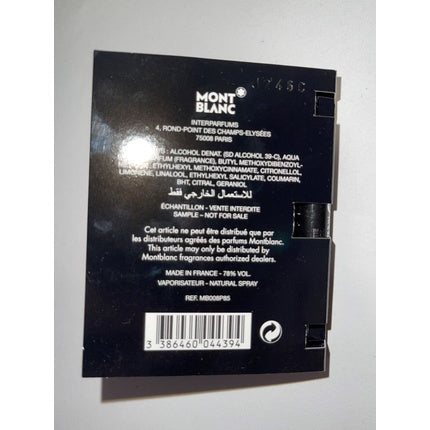 MONT
BLANC
INTERPARFUMS
4, ROND-POINT DES CHAMPS-ELYSÉES
75008 PARIS
: ALCOHOL DENAT. (SD ALCOHOL 39-C), AQUA
(FRAGRANCE), BUTYL METHOXYDIBENZOYL-
ETHYLHEXYL METHOXYCINNAMATE, CITRONELLOL,
LIMONENE, LINALOOL, ETHYLHEXYL SALICYLATE, COUMARIN,
BHT, CITRAL, GERANIOL
للاستعمال الخارجي فقط
ÉCHANTILLON - VENTE INTERDITE
SAMPLE - NOT FOR SALE
Cet article ne peut être distribué que par
les distributeurs agréés des parfums Montblanc.
This article may only be distributed by
Montblanc fragrances authorized dealers.
MADE IN FRANCE - 78% VOL.
VAPORISATEUR - NATURAL SPRAY
REF. MB008P85
3 386460 044394